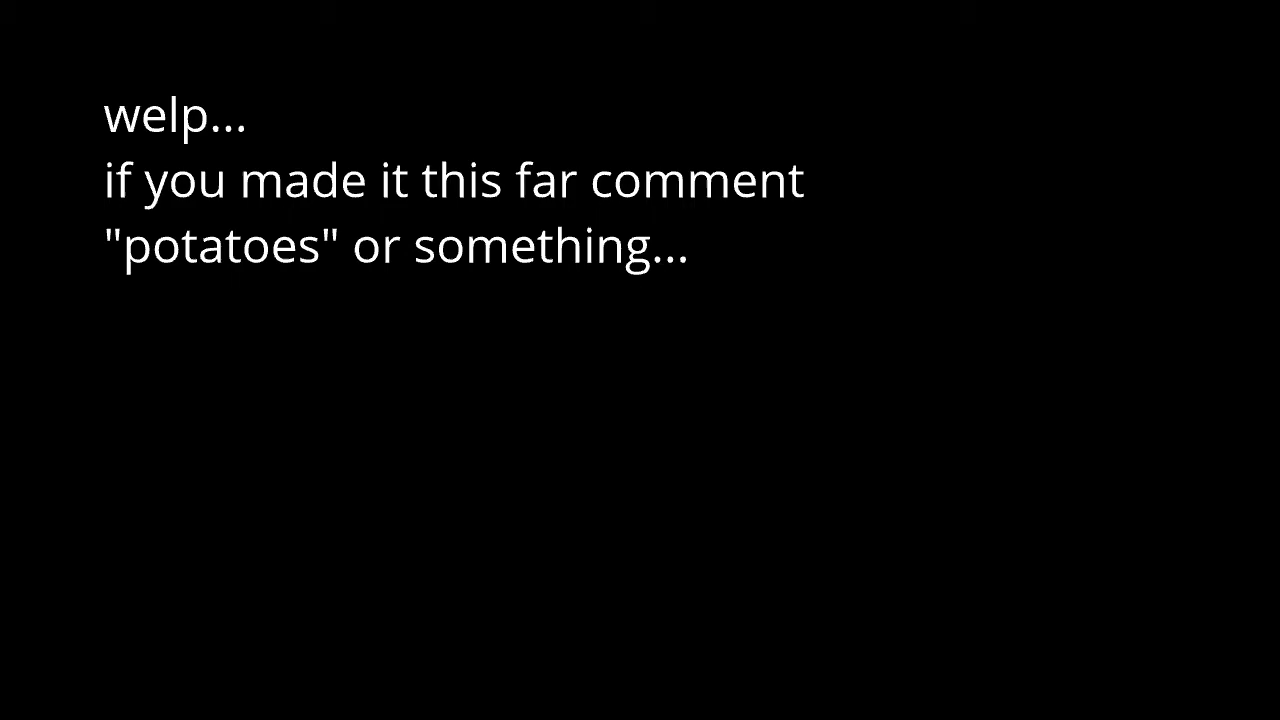 welp...
if you made it this far comment
"potatoes" or something...